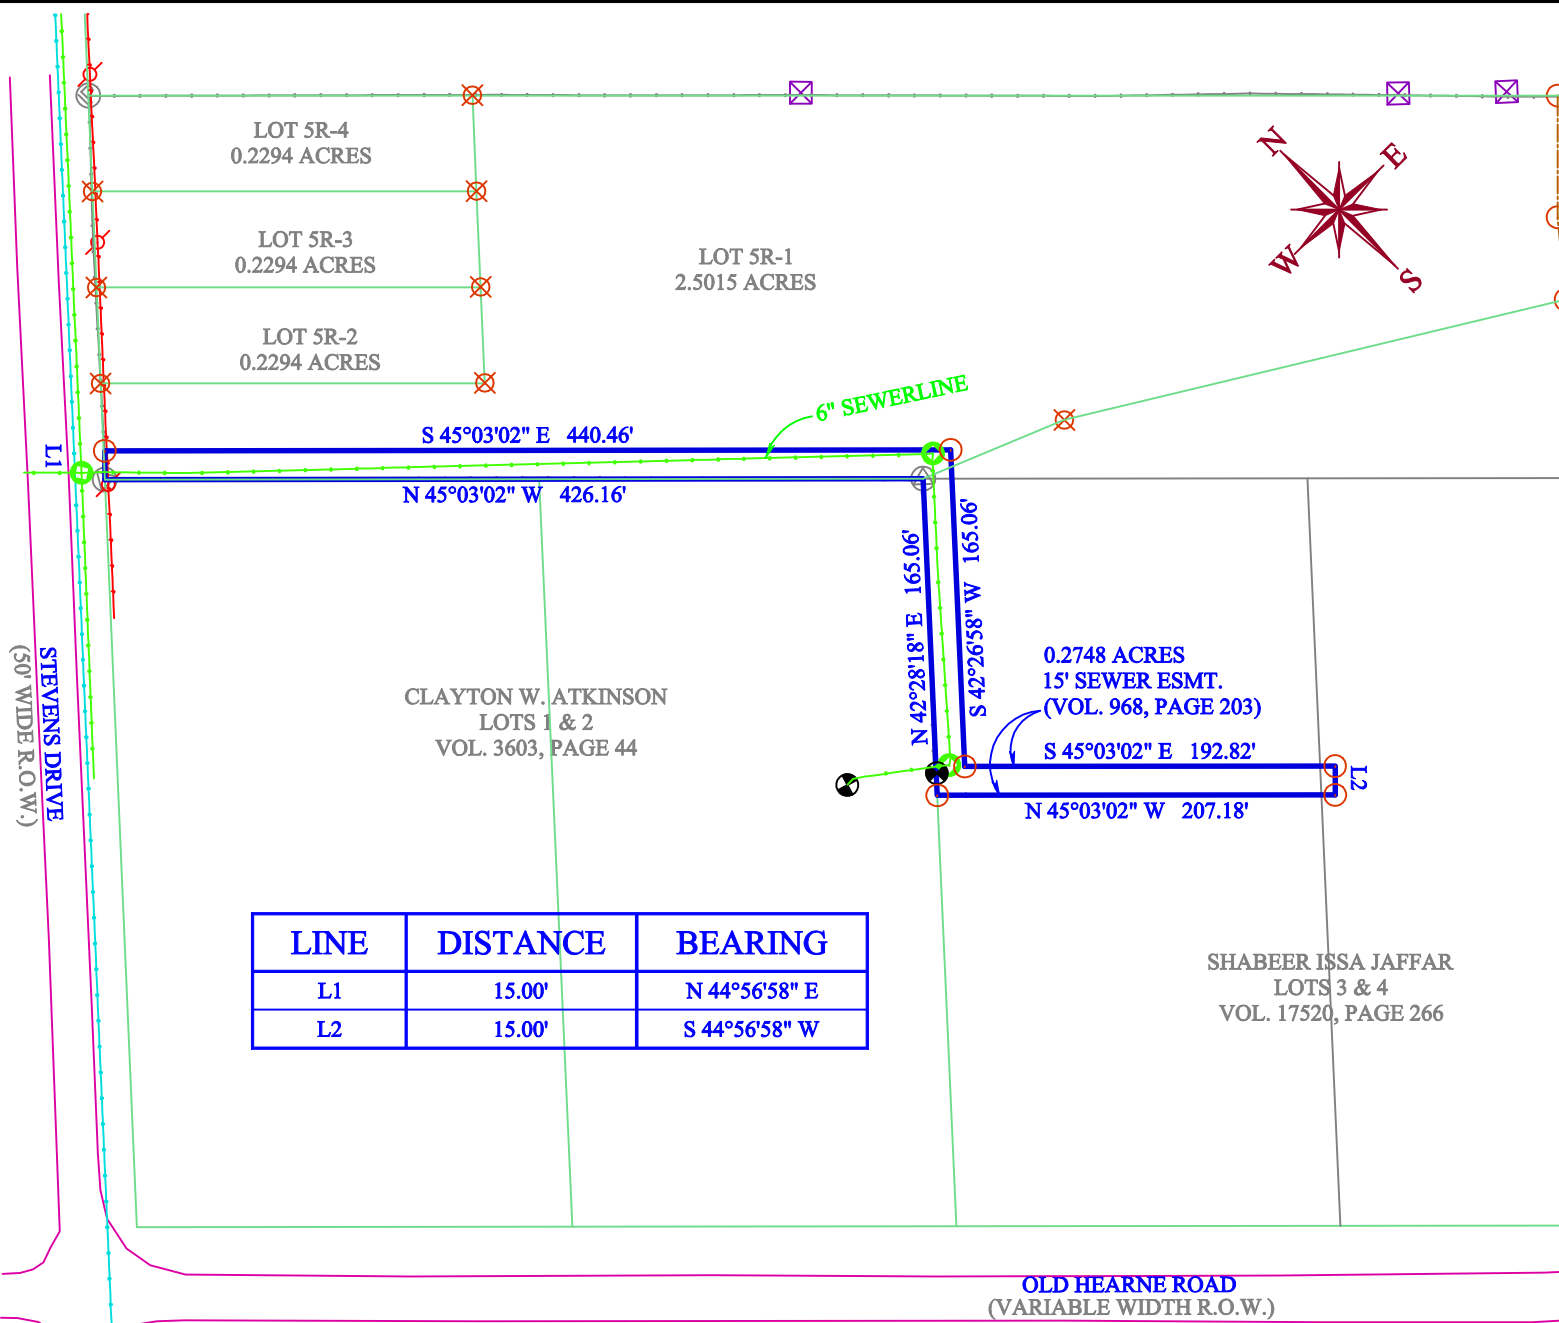 LOT 5R-4
0.2294 ACRES
N
E
W
S
LOT 5R-3
0.2294 ACRES
LOT 5R-1
2.5015 ACRES
LOT 5R-2
0.2294 ACRES
6" SEWERLINE
L1
S 45°03'02" E 440.46'
N 45°03'02" W 426.16'
N 42°28'18" E 165.06'
S 42°26'58" W 165.06'
0.2748 ACRES
15' SEWER ESMT.
(VOL. 968, PAGE 203)
S 45°03'02" E 192.82'
L2
N 45°03'02" W 207.18'
STEVENS DRIVE
(50' WIDE R.O.W.)
CLAYTON W. ATKINSON
LOTS 1 & 2
VOL. 3603, PAGE 44
LINE DISTANCE BEARING
L1 15.00' N 44°56'58" E
L2 15.00' S 44°56'58" W
SHABEER ISSA JAFFAR
LOTS 3 & 4
VOL. 17520, PAGE 266
OLD HEARNE ROAD
(VARIABLE WIDTH R.O.W.)